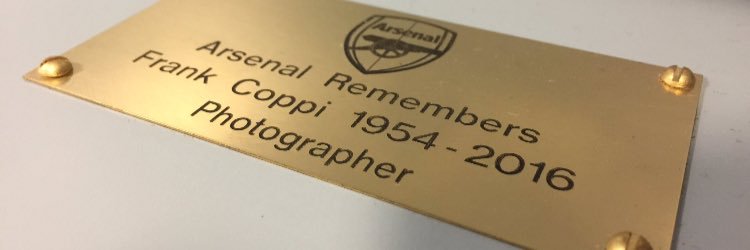 Arsenal
Arsenal Remembers
Frank Coppi 1954 - 2016
Photographer